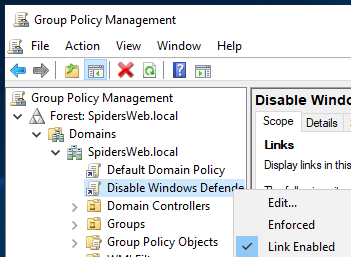 Group Policy Management
File Action View Window Help
Group Policy Management
Forest: SpidersWeb.local
Domains
SpidersWeb.local
Default Domain Policy
Disable Windows Defende
Domain Controllers
Groups
Group Policy Objects
Disable Windo
Scope Details
Links
Display links in this
Edit...
Enforced
Link Enabled